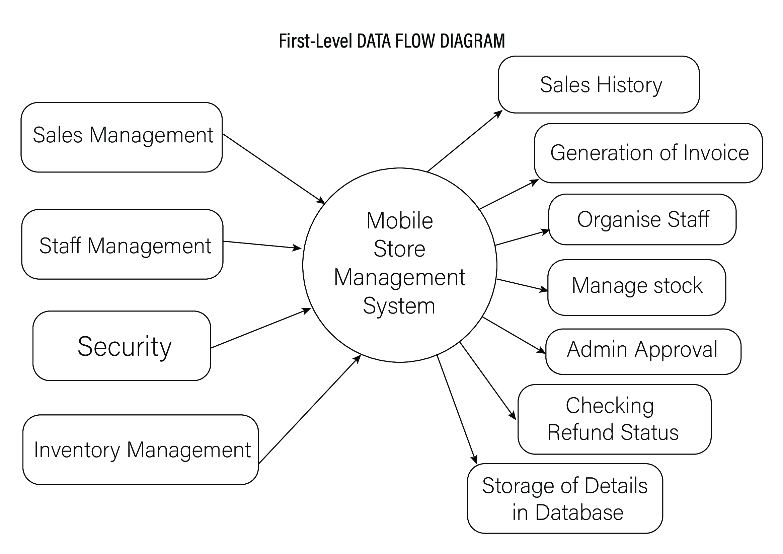 First-Level DATA FLOW DIAGRAM
Sales Management
Staff Management
Security
Inventory Management
Mobile
Store
Management
System
Sales History
Generation of Invoice
Organise Staff
Manage stock
Admin Approval
Checking
Refund Status
Storage of Details
in Database